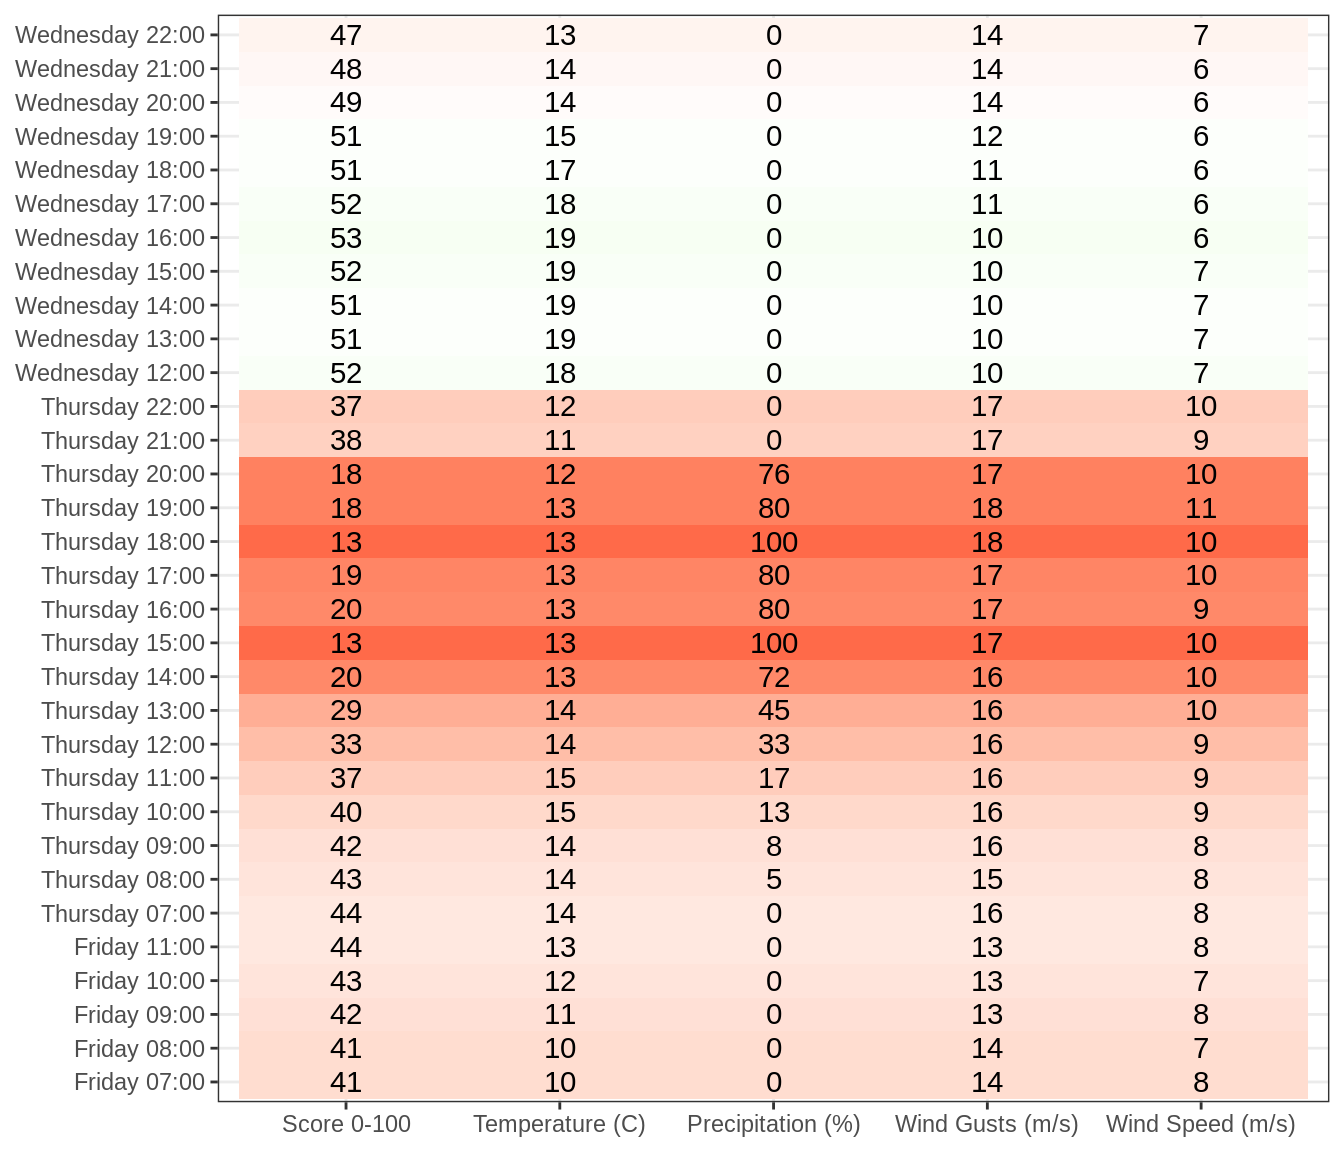 Wednesday 22:00 47 13 0 14 7
Wednesday 21:00 48 14 0 14 6
Wednesday 20:00 49 14 0 14 6
Wednesday 19:00 51 15 0 12 6
Wednesday 18:00 51 17 0 11 6
Wednesday 17:00 52 18 0 11 6
Wednesday 16:00 53 19 0 10 6
Wednesday 15:00 52 19 0 10 7
Wednesday 14:00 51 19 0 10 7
Wednesday 13:00 51 19 0 10 7
Wednesday 12:00 52 18 0 10 7
Thursday 22:00 37 12 0 17 10
Thursday 21:00 38 11 0 17 9
Thursday 20:00 18 12 76 17 10
Thursday 19:00 18 13 80 18 11
Thursday 18:00 13 13 100 18 10
Thursday 17:00 19 13 80 17 10
Thursday 16:00 20 13 80 17 9
Thursday 15:00 13 13 100 17 10
Thursday 14:00 20 13 72 16 10
Thursday 13:00 29 14 45 16 10
Thursday 12:00 33 14 33 16 9
Thursday 11:00 37 15 17 16 9
Thursday 10:00 40 15 13 16 9
Thursday 09:00 42 14 8 16 8
Thursday 08:00 43 14 5 15 8
Thursday 07:00 44 14 0 16 8
Friday 11:00 44 13 0 13 8
Friday 10:00 43 12 0 13 7
Friday 09:00 42 11 0 13 8
Friday 08:00 41 10 0 14 7
Friday 07:00 41 10 0 14 8
Score 0-100 Temperature (C) Precipitation (%) Wind Gusts (m/s) Wind Speed (m/s)